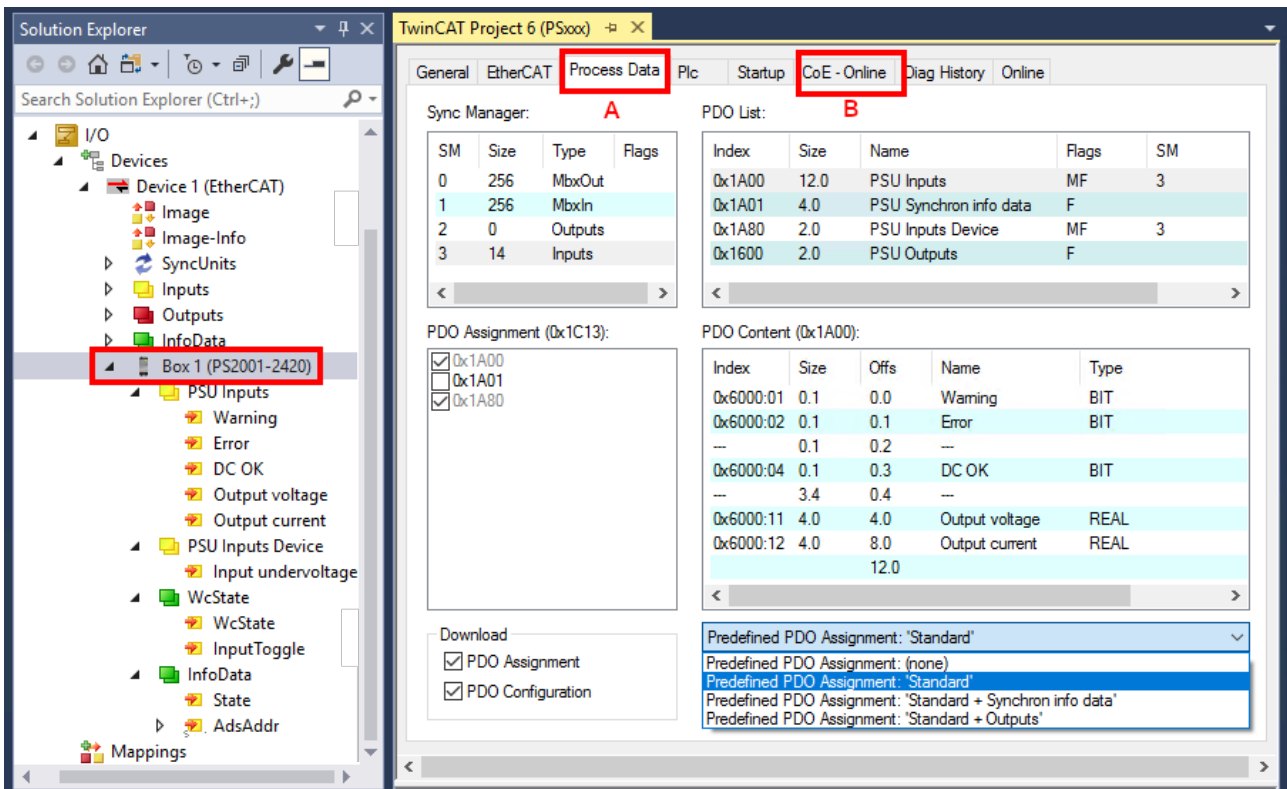 Solution Explorer
Search Solution Explorer (Ctrl+;)
I/O
Devices
Device 1 (EtherCAT)
Image
Image-Info
SyncUnits
Inputs
Outputs
InfoData
Box 1 (PS2001-2420)
PSU Inputs
Warning
Error
DC OK
Output voltage
Output current
PSU Inputs Device
Input undervoltage
WcState
WcState
InputToggle
InfoData
State
AdsAddr
Mappings
TwinCAT Project 6 (PSxxx)
General EtherCAT Process Data Plc Startup CoE - Online Diag History Online
A B
Sync Manager:
SM Size Type Flags
0 256 MbxOut
1 256 MbxIn
2 0 Outputs
3 14 Inputs
PDO List:
Index Size Name Flags SM
0x1A00 12.0 PSU Inputs MF 3
0x1A01 4.0 PSU Synchron info data F
0x1A80 2.0 PSU Inputs Device MF 3
0x1600 2.0 PSU Outputs F
PDO Assignment (0x1C13):
0x1A00
0x1A01
0x1A80
PDO Content (0x1A00):
Index Size Offs Name Type
0x6000:01 0.1 0.0 Warning BIT
0x6000:02 0.1 0.1 Error BIT
--- 0.1 0.2 ---
0x6000:04 0.1 0.3 DC OK BIT
--- 3.4 0.4 ---
0x6000:11 4.0 4.0 Output voltage REAL
0x6000:12 4.0 8.0 Output current REAL
12.0
Download
PDO Assignment
PDO Configuration
Predefined PDO Assignment: 'Standard'
Predefined PDO Assignment: (none)
Predefined PDO Assignment: 'Standard'
Predefined PDO Assignment: 'Standard + Synchron info data'
Predefined PDO Assignment: 'Standard + Outputs'